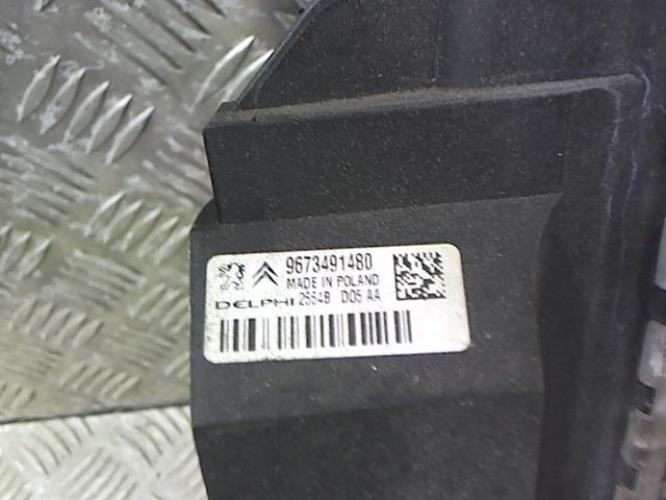 9673491480
MADE IN POLAND
DELPHI 2554B D05 AA